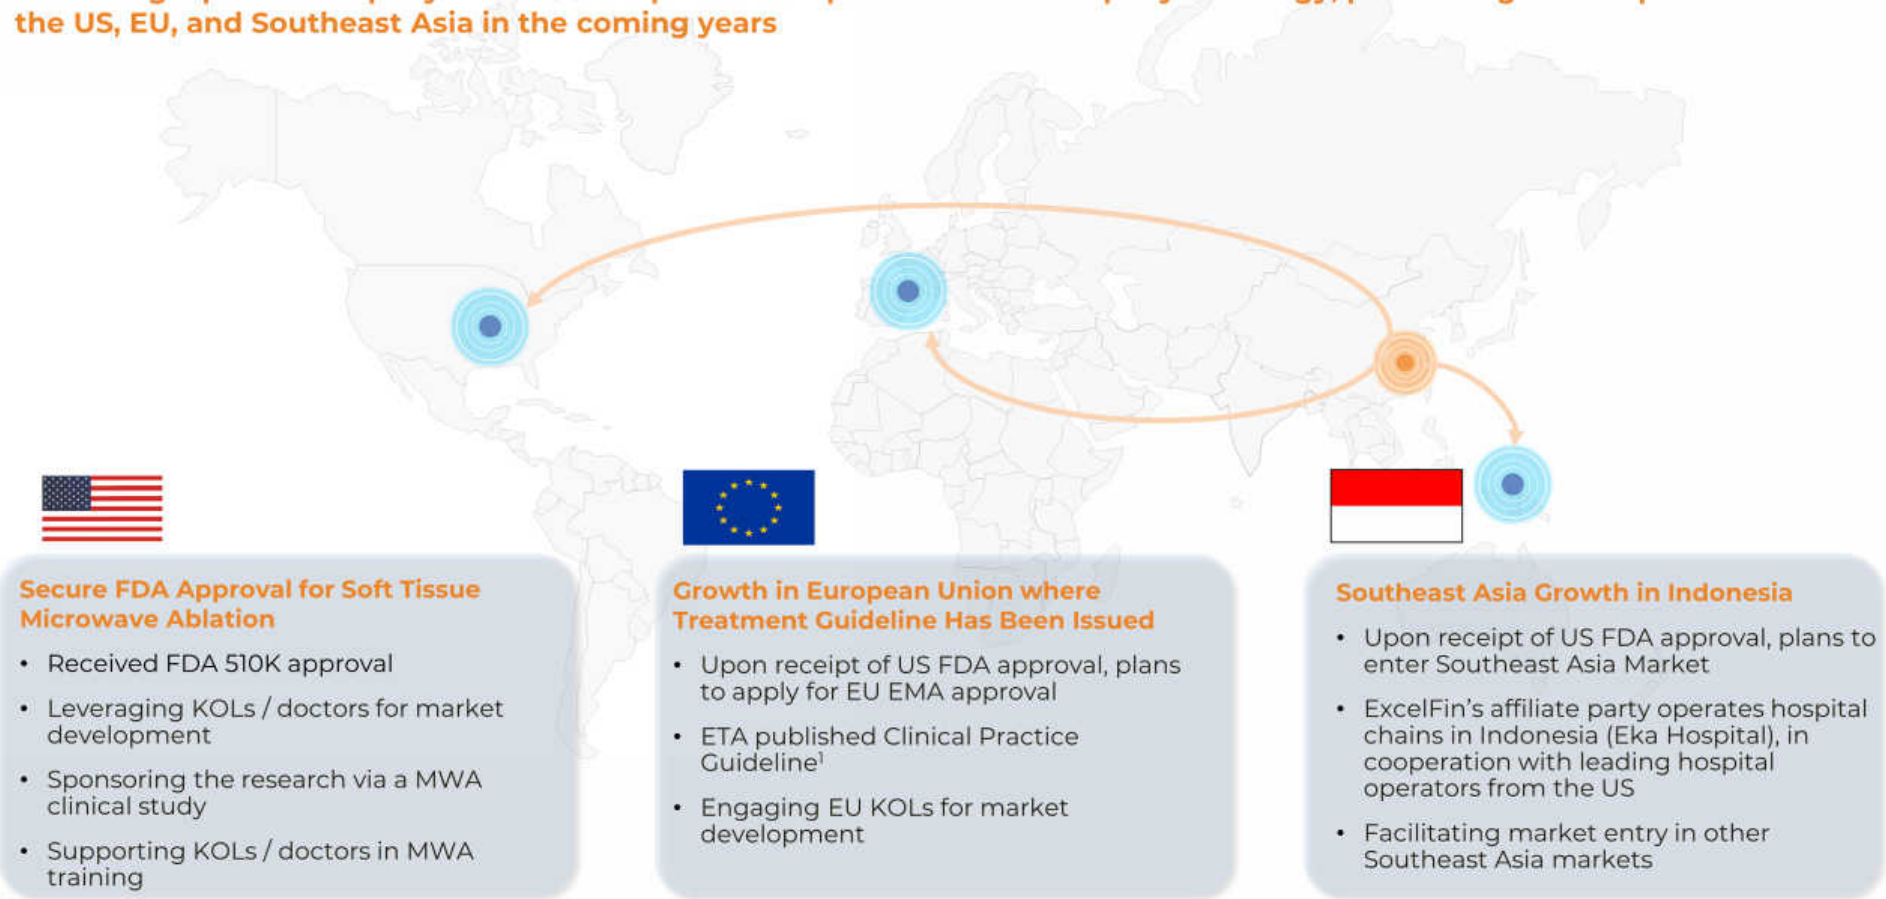 the US, EU, and Southeast Asia in the coming years
Secure FDA Approval for Soft Tissue
Microwave Ablation
• Received FDA 510K approval
• Leveraging KOLs / doctors for market
development
• Sponsoring the research via a MWA
clinical study
• Supporting KOLs / doctors in MWA
training
Growth in European Union where
Treatment Guideline Has Been Issued
• Upon receipt of US FDA approval, plans
to apply for EU EMA approval
• ETA published Clinical Practice
Guideline¹
• Engaging EU KOLs for market
development
Southeast Asia Growth in Indonesia
• Upon receipt of US FDA approval, plans to
enter Southeast Asia Market
• ExcelFin’s affiliate party operates hospital
chains in Indonesia (Eka Hospital), in
cooperation with leading hospital
operators from the US
• Facilitating market entry in other
Southeast Asia markets